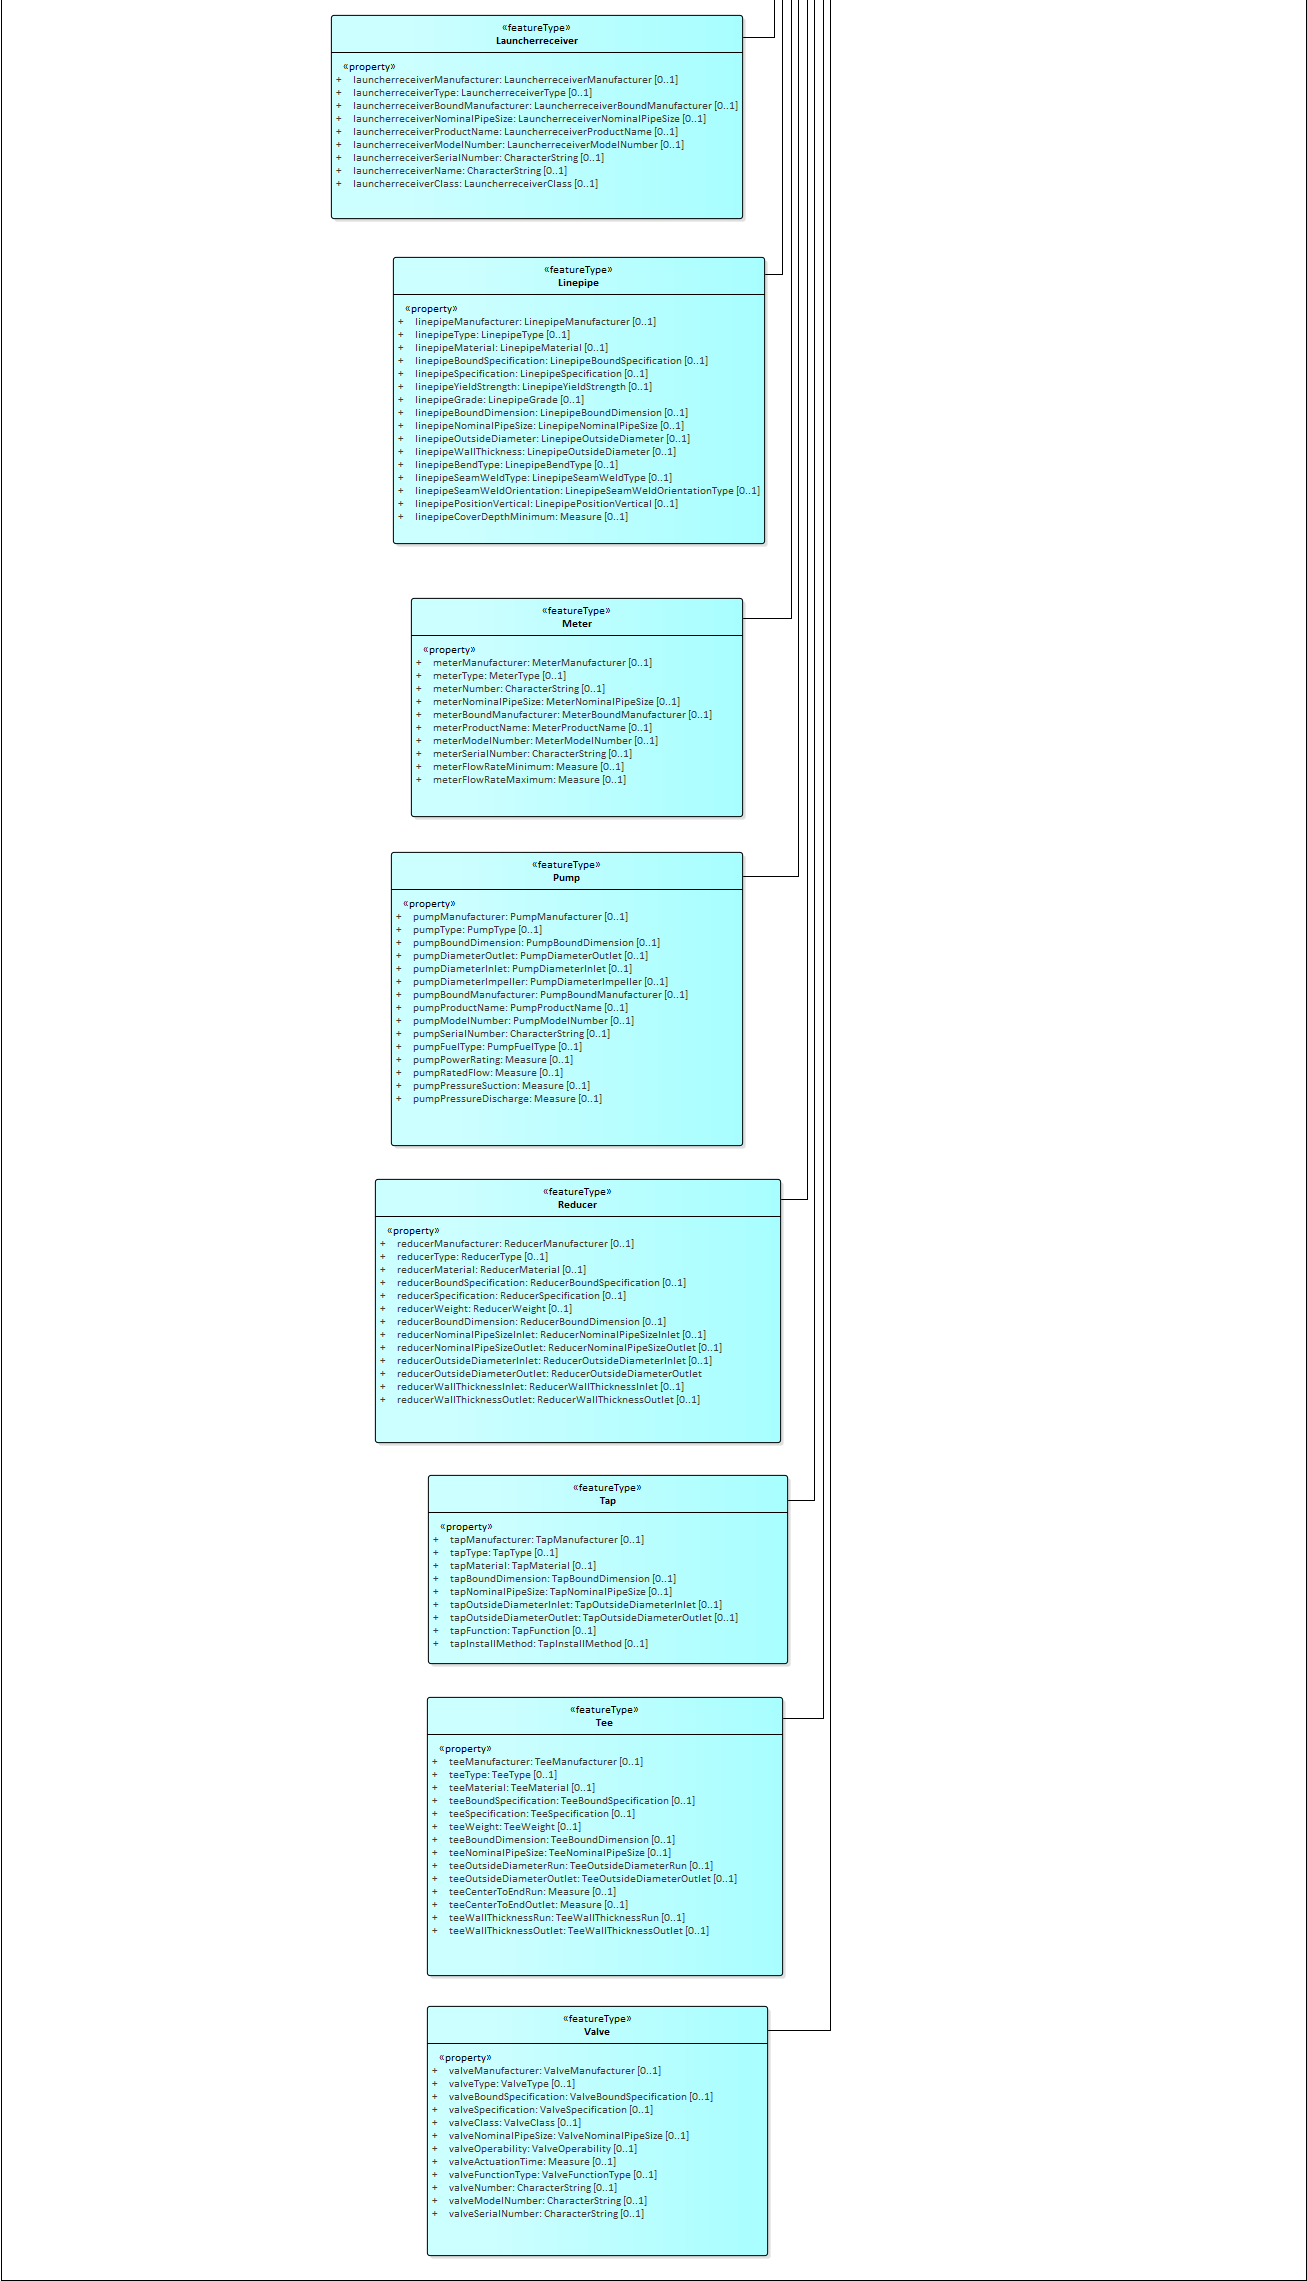 «featureType»
Launcherreceiver
«property»
+ launcherreceiverManufacturer: LauncherreceiverManufacturer [0..1]
+ launcherreceiverType: LauncherreceiverType [0..1]
+ launcherreceiverBoundManufacturer: LauncherreceiverBoundManufacturer [0..1]
+ launcherreceiverNominalPipeSize: LauncherreceiverNominalPipeSize [0..1]
+ launcherreceiverProductName: LauncherreceiverProductName [0..1]
+ launcherreceiverModelNumber: LauncherreceiverModelNumber [0..1]
+ launcherreceiverSerialNumber: CharacterString [0..1]
+ launcherreceiverName: CharacterString [0..1]
+ launcherreceiverClass: LauncherreceiverClass [0..1]
«featureType»
Linepipe
«property»
+ linepipeManufacturer: LinepipeManufacturer [0..1]
+ linepipeType: LinepipeType [0..1]
+ linepipeMaterial: LinepipeMaterial [0..1]
+ linepipeBoundSpecification: LinepipeBoundSpecification [0..1]
+ linepipeSpecification: LinepipeSpecification [0..1]
+ linepipeYieldStrength: LinepipeYieldStrength [0..1]
+ linepipeGrade: LinepipeGrade [0..1]
+ linepipeBoundDimension: LinepipeBoundDimension [0..1]
+ linepipeNominalPipeSize: LinepipeNominalPipeSize [0..1]
+ linepipeOutsideDiameter: LinepipeOutsideDiameter [0..1]
+ linepipeWallThickness: LinepipeOutsideDiameter [0..1]
+ linepipeBendType: LinepipeBendType [0..1]
+ linepipeSeamWeldType: LinepipeSeamWeldType [0..1]
+ linepipeSeamWeldOrientation: LinepipeSeamWeldOrientationType [0..1]
+ linepipePositionVertical: LinepipePositionVertical [0..1]
+ linepipeCoverDepthMinimum: Measure [0..1]
«featureType»
Meter
«property»
+ meterManufacturer: MeterManufacturer [0..1]
+ meterType: MeterType [0..1]
+ meterNumber: CharacterString [0..1]
+ meterNominalPipeSize: MeterNominalPipeSize [0..1]
+ meterBoundManufacturer: MeterBoundManufacturer [0..1]
+ meterProductName: MeterProductName [0..1]
+ meterModelNumber: MeterModelNumber [0..1]
+ meterSerialNumber: CharacterString [0..1]
+ meterFlowRateMinimum: Measure [0..1]
+ meterFlowRateMaximum: Measure [0..1]
«featureType»
Pump
«property»
+ pumpManufacturer: PumpManufacturer [0..1]
+ pumpType: PumpType [0..1]
+ pumpBoundDimension: PumpBoundDimension [0..1]
+ pumpDiameterOutlet: PumpDiameterOutlet [0..1]
+ pumpDiameterInlet: PumpDiameterInlet [0..1]
+ pumpDiameterImpeller: PumpDiameterImpeller [0..1]
+ pumpBoundManufacturer: PumpBoundManufacturer [0..1]
+ pumpProductName: PumpProductName [0..1]
+ pumpModelNumber: PumpModelNumber [0..1]
+ pumpSerialNumber: CharacterString [0..1]
+ pumpFuelType: PumpFuelType [0..1]
+ pumpPowerRating: Measure [0..1]
+ pumpRatedFlow: Measure [0..1]
+ pumpPressureSuction: Measure [0..1]
+ pumpPressureDischarge: Measure [0..1]
«featureType»
Reducer
«property»
+ reducerManufacturer: ReducerManufacturer [0..1]
+ reducerType: ReducerType [0..1]
+ reducerMaterial: ReducerMaterial [0..1]
+ reducerBoundSpecification: ReducerBoundSpecification [0..1]
+ reducerSpecification: ReducerSpecification [0..1]
+ reducerWeight: ReducerWeight [0..1]
+ reducerBoundDimension: ReducerBoundDimension [0..1]
+ reducerNominalPipeSizeInlet: ReducerNominalPipeSizeInlet [0..1]
+ reducerNominalPipeSizeOutlet: ReducerNominalPipeSizeOutlet [0..1]
+ reducerOutsideDiameterInlet: ReducerOutsideDiameterInlet [0..1]
+ reducerOutsideDiameterOutlet: ReducerOutsideDiameterOutlet
+ reducerWallThicknessInlet: ReducerWallThicknessInlet [0..1]
+ reducerWallThicknessOutlet: ReducerWallThicknessOutlet [0..1]
«featureType»
Tap
«property»
+ tapManufacturer: TapManufacturer [0..1]
+ tapType: TapType [0..1]
+ tapMaterial: TapMaterial [0..1]
+ tapBoundDimension: TapBoundDimension [0..1]
+ tapNominalPipeSize: TapNominalPipeSize [0..1]
+ tapOutsideDiameterInlet: TapOutsideDiameterInlet [0..1]
+ tapOutsideDiameterOutlet: TapOutsideDiameterOutlet [0..1]
+ tapFunction: TapFunction [0..1]
+ tapInstallMethod: TapInstallMethod [0..1]
«featureType»
Tee
«property»
+ teeManufacturer: TeeManufacturer [0..1]
+ teeType: TeeType [0..1]
+ teeMaterial: TeeMaterial [0..1]
+ teeBoundSpecification: TeeBoundSpecification [0..1]
+ teeSpecification: TeeSpecification [0..1]
+ teeWeight: TeeWeight [0..1]
+ teeBoundDimension: TeeBoundDimension [0..1]
+ teeNominalPipeSize: TeeNominalPipeSize [0..1]
+ teeOutsideDiameterRun: TeeOutsideDiameterRun [0..1]
+ teeOutsideDiameterOutlet: TeeOutsideDiameterOutlet [0..1]
+ teeCenterToEndRun: Measure [0..1]
+ teeCenterToEndOutlet: Measure [0..1]
+ teeWallThicknessRun: TeeWallThicknessRun [0..1]
+ teeWallThicknessOutlet: TeeWallThicknessOutlet [0..1]
«featureType»
Valve
«property»
+ valveManufacturer: ValveManufacturer [0..1]
+ valveType: ValveType [0..1]
+ valveBoundSpecification: ValveBoundSpecification [0..1]
+ valveSpecification: ValveSpecification [0..1]
+ valveClass: ValveClass [0..1]
+ valveNominalPipeSize: ValveNominalPipeSize [0..1]
+ valveOperability: ValveOperability [0..1]
+ valveActuationTime: Measure [0..1]
+ valveFunctionType: ValveFunctionType [0..1]
+ valveNumber: CharacterString [0..1]
+ valveModelNumber: CharacterString [0..1]
+ valveSerialNumber: CharacterString [0..1]